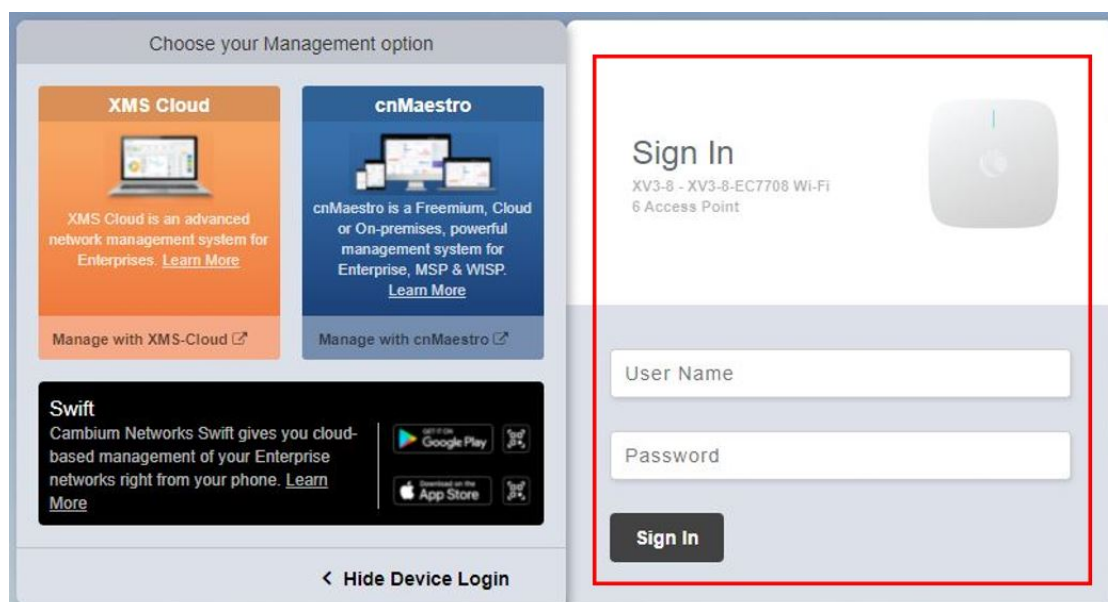 Choose your Management option
XMS Cloud
XMS Cloud is an advanced
network management system for
Enterprises. Learn More
Manage with XMS-Cloud
cnMaestro
cnMaestro is a Freemium, Cloud
or On-premises, powerful
management system for
Enterprise, MSP & WISP.
Learn More
Manage with cnMaestro
Swift
Cambium Networks Swift gives you cloud-
based management of your Enterprise
networks right from your phone. Learn
More
GET IT ON
Google Play
Download on the
App Store
< Hide Device Login
Sign In
XV3-8 - XV3-8-EC7708 Wi-Fi
6 Access Point
User Name
Password
Sign In